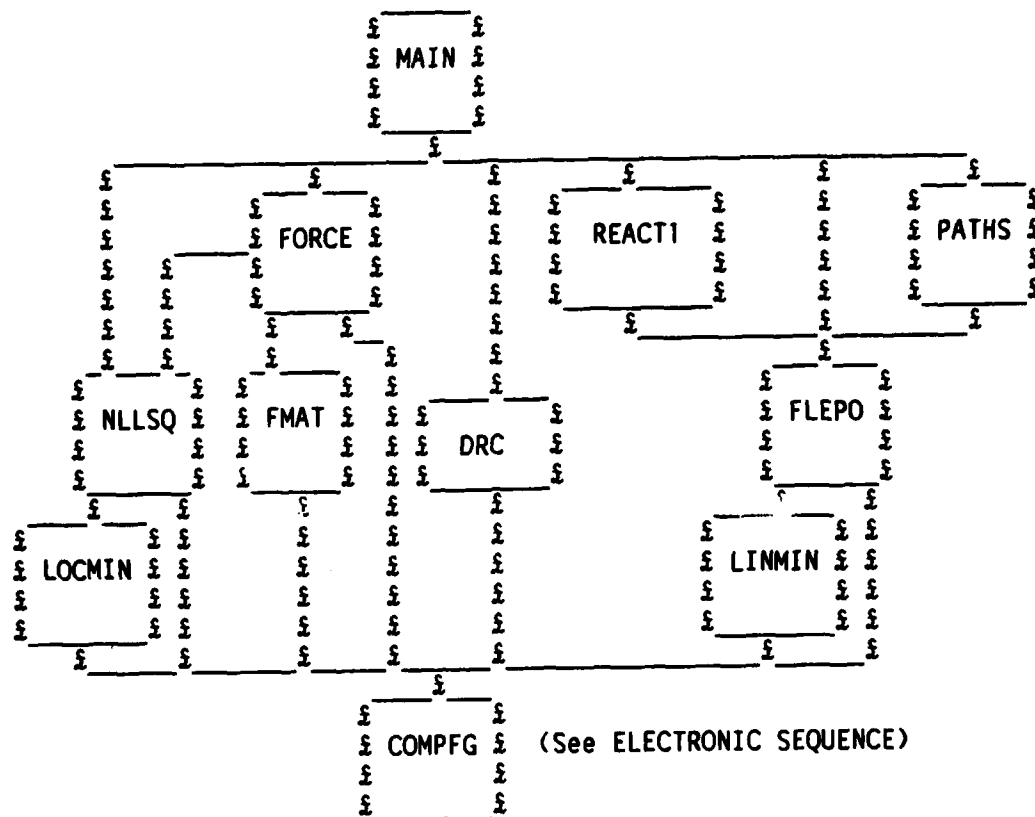 MAIN
FORCE
REACT1
PATHS
NLLSQ
FMAT
DRC
FLEPO
LOCMIN
LINMIN
COMPFG
(See ELECTRONIC SEQUENCE)